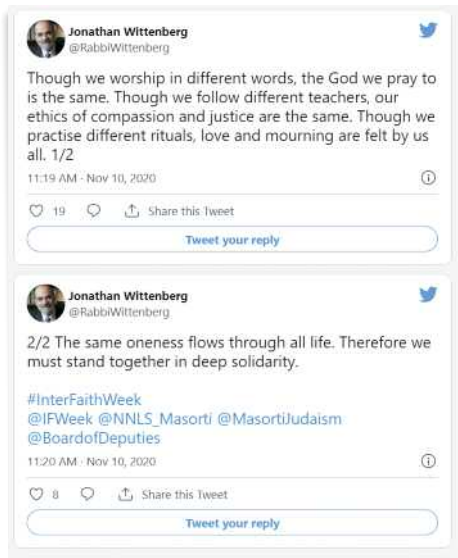 Jonathan Wittenberg
@RabbiWittenberg
Though we worship in different words, the God we pray to
is the same. Though we follow different teachers, our
ethics of compassion and justice are the same. Though we
practise different rituals, love and mourning are felt by us
all. 1/2
11:19 AM · Nov 10, 2020
19 Share this Tweet
Tweet your reply
Jonathan Wittenberg
@RabbiWittenberg
2/2 The same oneness flows through all life. Therefore we
must stand together in deep solidarity.
#InterFaithWeek
@IFWeek @NNLS_Masorti @MasortiJudaism
@BoardofDeputies
11:20 AM · Nov 10, 2020
8 Share this Tweet
Tweet your reply